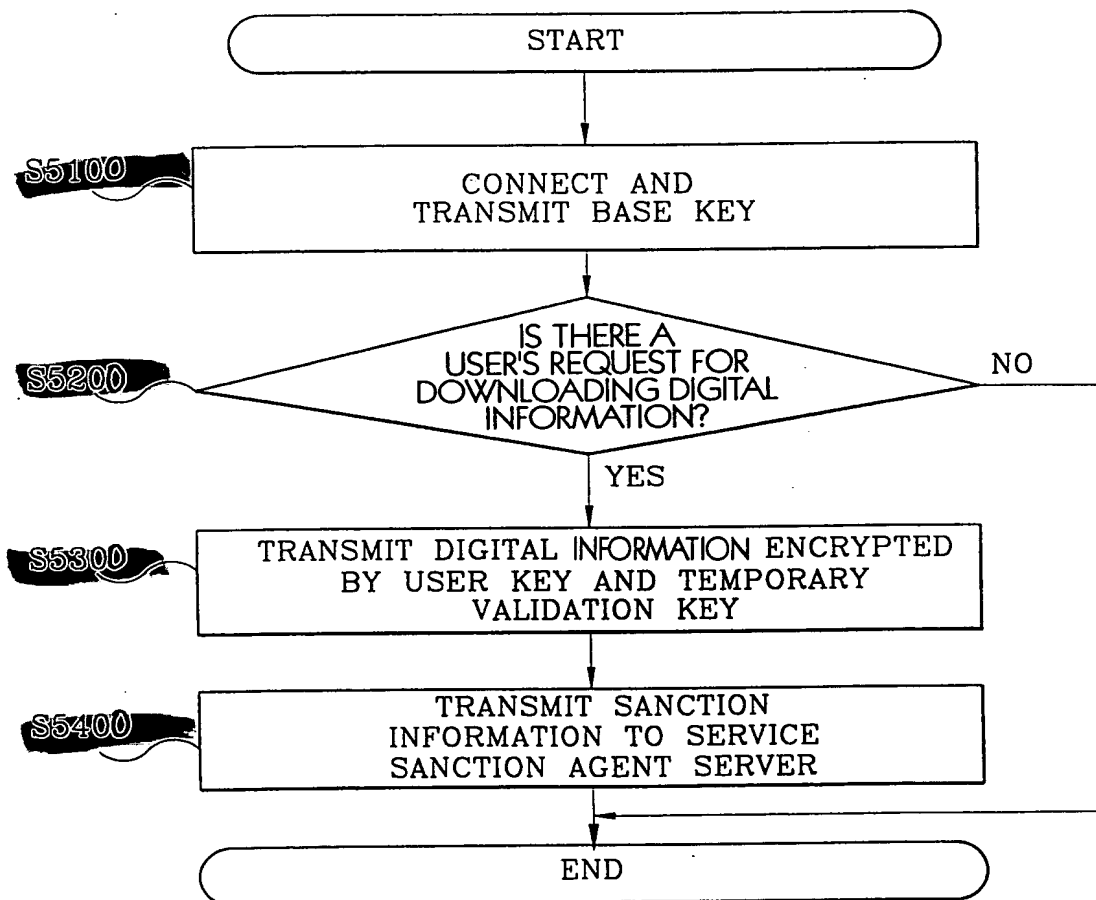 START
S5100
CONNECT AND
TRANSMIT BASE KEY
IS THERE A
USER'S REQUEST FOR
DOWNLOADING DIGITAL
INFORMATION?
S5200
NO
YES
S5300
TRANSMIT DIGITAL INFORMATION ENCRYPTED
BY USER KEY AND TEMPORARY
VALIDATION KEY
S5400
TRANSMIT SANCTION
INFORMATION TO SERVICE
SANCTION AGENT SERVER
END